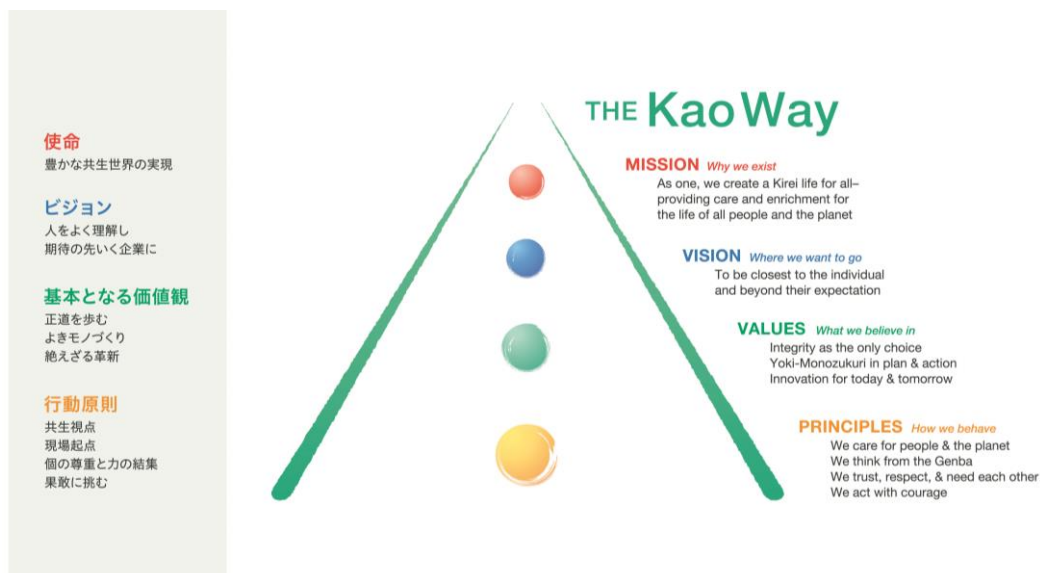 使命
豊かな共生世界の実現
ビジョン
人をよく理解し
期待の先いく企業に
基本となる価値観
正道を歩む
よきモノづくり
絶えざる革新
行動原則
共生視点
現場起点
個の尊重と力の結集
果敢に挑む
THE Kao Way
MISSION Why we exist
As one, we create a Kirei life for all–
providing care and enrichment for
the life of all people and the planet
VISION Where we want to go
To be closest to the individual
and beyond their expectation
VALUES What we believe in
Integrity as the only choice
Yoki-Monozukuri in plan & action
Innovation for today & tomorrow
PRINCIPLES How we behave
We care for people & the planet
We think from the Genba
We trust, respect, & need each other
We act with courage